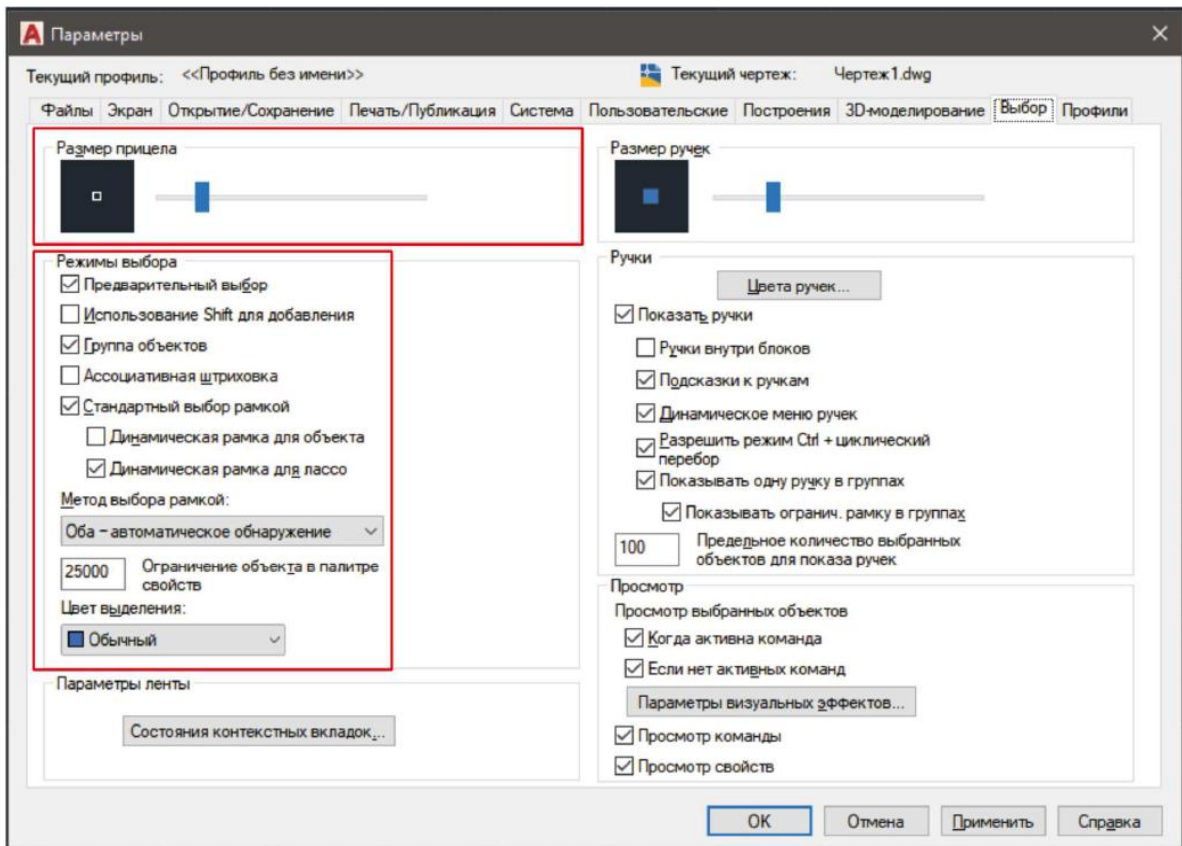 Параметры
Текущий профиль: <<Профиль без имени>>
Текущий чертеж: Чертеж1.dwg
Файлы Экран Открытие/Сохранение Печать/Публикация Система Пользовательские Построения 3D-моделирование Выбор Профили
Размер прицела
Режимы выбора
Предварительный выбор
Использование Shift для добавления
Группа объектов
Ассоциативная штриховка
Стандартный выбор рамкой
Динамическая рамка для объекта
Динамическая рамка для лассо
Метод выбора рамкой:
Оба – автоматическое обнаружение
25000 Ограничение объекта в палитре
свойств
Цвет выделения:
Обычный
Параметры ленты
Состояния контекстных вкладок...
Размер ручек
Ручки
Цвета ручек...
Показать ручки
Ручки внутри блоков
Подсказки к ручкам
Динамическое меню ручек
Разрешить режим Ctrl + циклический
перебор
Показывать одну ручку в группах
Показывать огранич. рамку в группах
100 Предельное количество выбранных
объектов для показа ручек
Просмотр
Просмотр выбранных объектов
Когда активна команда
Если нет активных команд
Параметры визуальных эффектов...
Просмотр команды
Просмотр свойств
OK Отмена Применить Справка